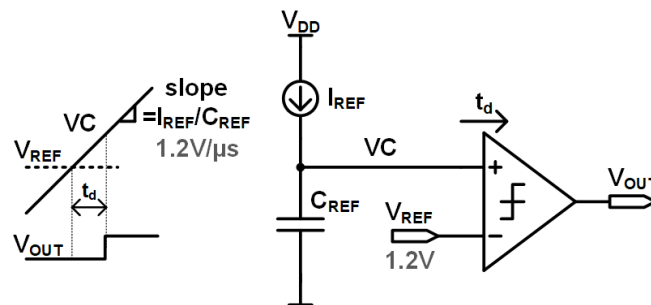 slope
=IREF/CREF
1.2V/µs
VC
VREF
td
VOUT
VDD
IREF
VC
CREF
VREF
1.2V
td
+
−
VOUT